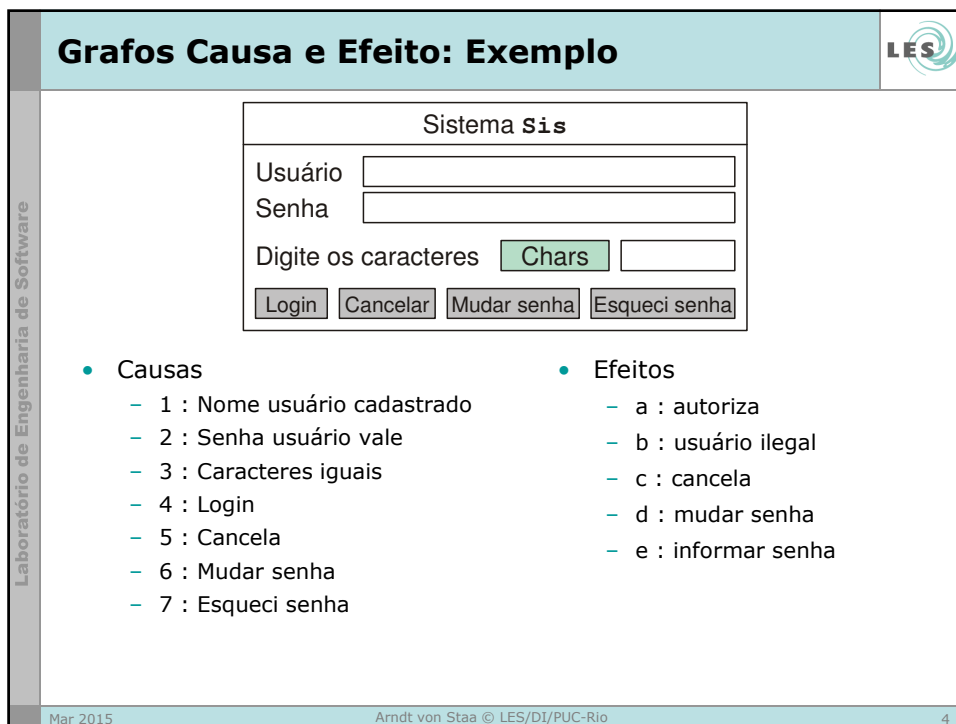 Grafos Causa e Efeito: Exemplo
LES
Laboratório de Engenharia de Software
Sistema Sis
Usuário
Senha
Digite os caracteres Chars
Login Cancelar Mudar senha Esqueci senha
• Causas
– 1 : Nome usuário cadastrado
– 2 : Senha usuário vale
– 3 : Caracteres iguais
– 4 : Login
– 5 : Cancela
– 6 : Mudar senha
– 7 : Esqueci senha
• Efeitos
– a : autoriza
– b : usuário ilegal
– c : cancela
– d : mudar senha
– e : informar senha
Mar 2015 Arndt von Staa © LES/DI/PUC-Rio 4